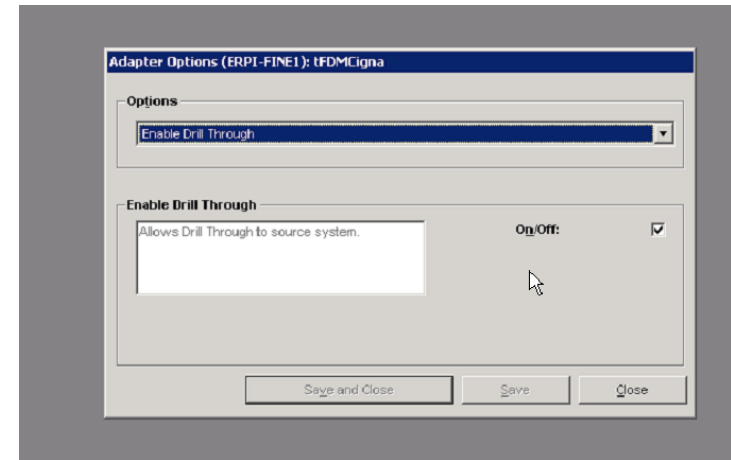 Adapter Options (ERPI-FINE1): tFDMCigna
Options
Enable Drill Through
Enable Drill Through
Allows Drill Through to source system.
On/Off:
Save and Close
Save
Close